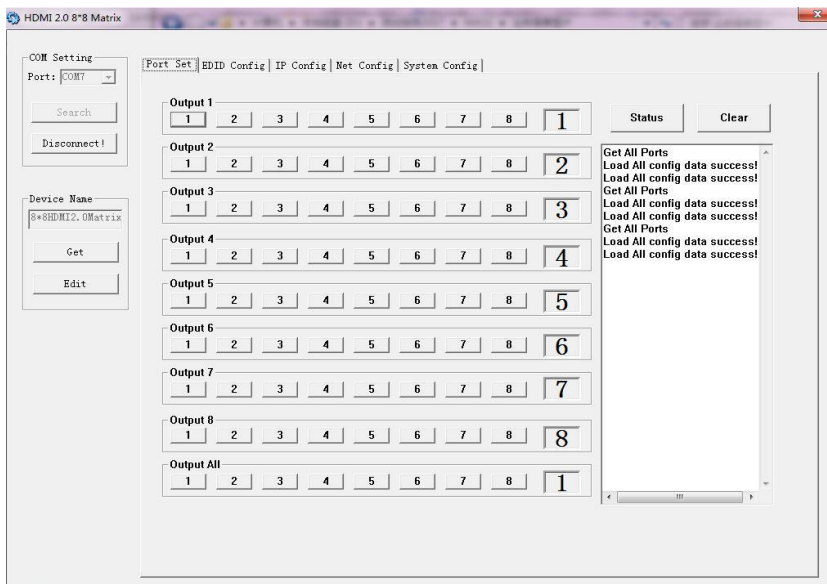 HDMI 2.0 8*8 Matrix
COM Setting
Port: COM7
Search
Disconnect!
Device Name
8*8HDMI2.0Matrix
Get
Edit
Port Set EDID Config IP Config Net Config System Config
Output 1
1 2 3 4 5 6 7 8 1
Output 2
1 2 3 4 5 6 7 8 2
Output 3
1 2 3 4 5 6 7 8 3
Output 4
1 2 3 4 5 6 7 8 4
Output 5
1 2 3 4 5 6 7 8 5
Output 6
1 2 3 4 5 6 7 8 6
Output 7
1 2 3 4 5 6 7 8 7
Output 8
1 2 3 4 5 6 7 8 8
Output All
1 2 3 4 5 6 7 8 1
Status Clear
Get All Ports
Load All config data success!
Load All config data success!
Get All Ports
Load All config data success!
Load All config data success!
Get All Ports
Load All config data success!
Load All config data success!